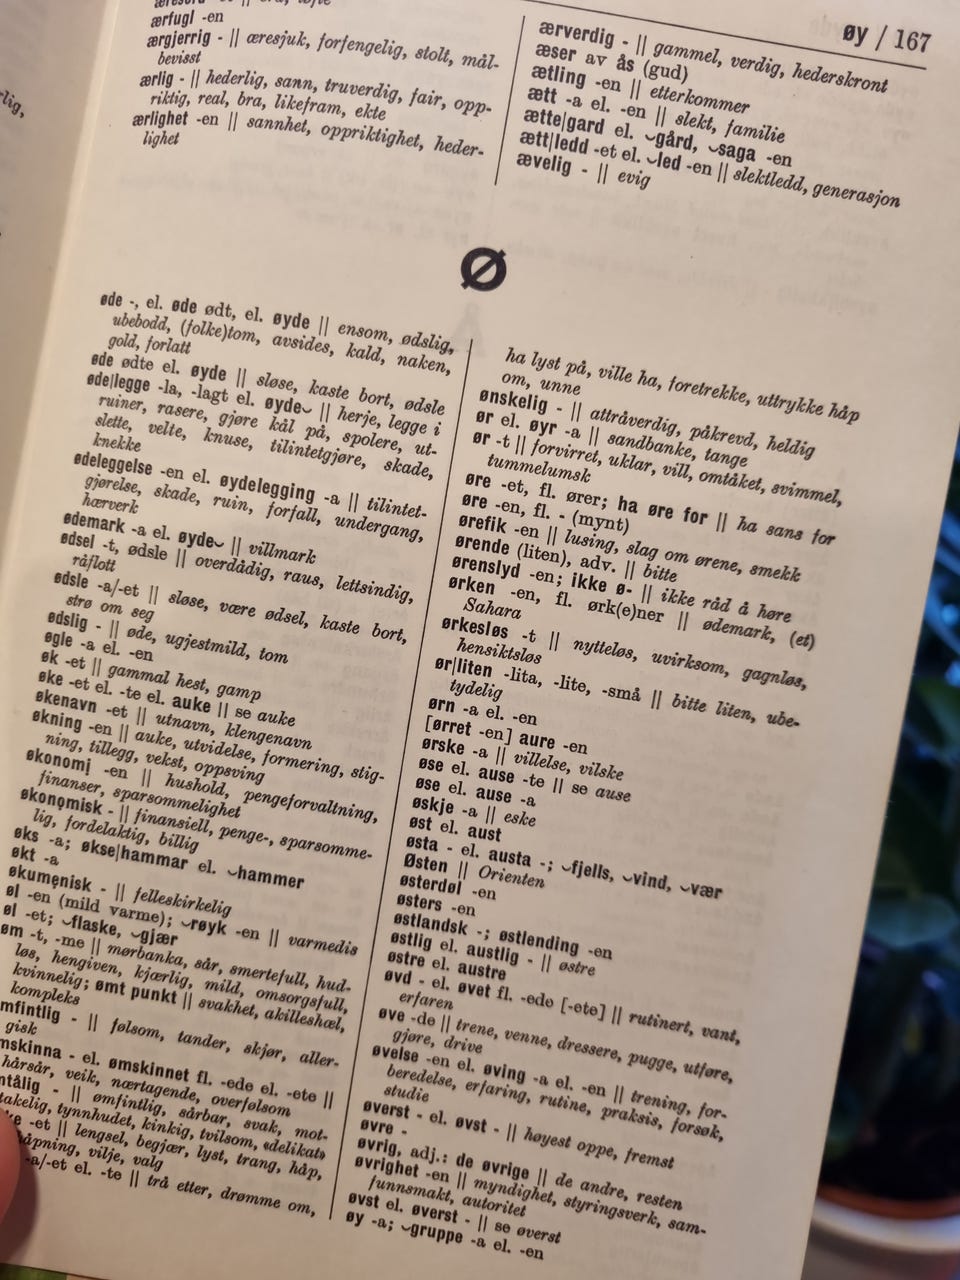 øy / 167
ærfugl -en
ærgjerrig - || æresjuk, forfengelig, stolt, mål-
bevisst
ærlig - || hederlig, sann, truverdig, fair, opp-
riktig, real, bra, likefram, ekte
ærlighet -en || sannhet, oppriktighet, heder-
lighet
ærverdig - || gammel, verdig, hederskront
æser av ås (gud)
ætling -en || etterkommer
ætt -a el. -en || slekt, familie
ætte|gard el. ⌣gård, ⌣saga -en
ætt|ledd -et el. ⌣led -en || slektledd, generasjon
ævelig - || evig
Ø
øde -, el. øde ødt, el. øyde || ensom, ødslig,
ubebodd, (folke)tom, avsides, kald, naken,
gold, forlatt
øde ødte el. øyde || sløse, kaste bort, ødsle
øde|legge -la, -lagt el. øyde⌣ || herje, legge i
ruiner, rasere, gjøre kål på, spolere, ut-
slette, velte, knuse, tilintetgjøre, skade,
knekke
ødeleggelse -en el. øydelegging -a || tilintet-
gjørelse, skade, ruin, forfall, undergang,
hærverk
ødemark -a el. øyde⌣ || villmark
ødsel -t, ødsle || overdådig, raus, lettsindig,
råflott
ødsle -a/-et || sløse, være ødsel, kaste bort,
strø om seg
ødslig - || øde, ugjestmild, tom
øgle -a el. -en
øk -et || gammal hest, gamp
øke -et el. -te el. auke || se auke
økenavn -et || utnavn, klengenavn
økning -en || auke, utvidelse, formering, stig-
ning, tillegg, vekst, oppsving
økonomi -en || hushold, pengeforvaltning,
finanser, sparsommelighet
økonomisk - || finansiell, penge-, sparsomme-
lig, fordelaktig, billig
øks -a; økse|hammar el. ⌣hammer
økt -a
økumenisk - || felleskirkelig
øl -en (mild varme); ⌣røyk -en || varmedis
øl -et; ⌣flaske, ⌣gjær
øm -t, -me || mørbanka, sår, smertefull, hud-
løs, hengiven, kjærlig, mild, omsorgsfull,
kvinnelig; ømt punkt || svakhet, akilleshæl,
kompleks
mfintlig - || følsom, tander, skjør, aller-
gisk
mskinna - el. ømskinnet fl. -ede el. -ete ||
hårsår, veik, nærtagende, overfølsom
ntålig - || ømfintlig, sårbar, svak, mot-
takelig, tynnhudet, kinkig, tvilsom, «delikat»
-et || lengsel, begjær, lyst, trang, håp,
håpning, vilje, valg
-a/-et el. -te || trå etter, drømme om,
ha lyst på, ville ha, foretrekke, uttrykke håp
om, unne
ønskelig - || attråverdig, påkrevd, heldig
ør el. øyr -a || sandbanke, tange
ør -t || forvirret, uklar, vill, omtåket, svimmel,
tummelumsk
øre -et, fl. ører; ha øre for || ha sans for
øre -en, fl. - (mynt)
ørefik -en || lusing, slag om ørene, smekk
ørende (liten), adv. || bitte
ørenslyd -en; ikke ø- || ikke råd å høre
ørken -en, fl. ørk(e)ner || ødemark, (et)
Sahara
ørkesløs -t || nytteløs, uvirksom, gagnløs,
hensiktsløs
ør|liten -lita, -lite, -små || bitte liten, ube-
tydelig
ørn -a el. -en
[ørret -en] aure -en
ørske -a || villelse, vilske
øse el. ause -te || se ause
øse el. ause -a
øskje -a || eske
øst el. aust
østa - el. austa -; ⌣fjells, ⌣vind, ⌣vær
Østen || Orienten
østerdøl -en
østers -en
østlandsk -; østlending -en
østlig el. austlig - || østre
østre el. austre
øvd - el. øvet fl. -ede [-ete] || rutinert, vant,
erfaren
øve -de || trene, venne, dressere, pugge, utføre,
gjøre, drive
øvelse -en el. øving -a el. -en || trening, for-
beredelse, erfaring, rutine, praksis, forsøk,
studie
øverst - el. øvst - || høyest oppe, fremst
øvre -
øvrig, adj.: de øvrige || de andre, resten
øvrighet -en || myndighet, styringsverk, sam-
funnsmakt, autoritet
øvst el. øverst - || se øverst
øy -a; ⌣gruppe -a el. -en